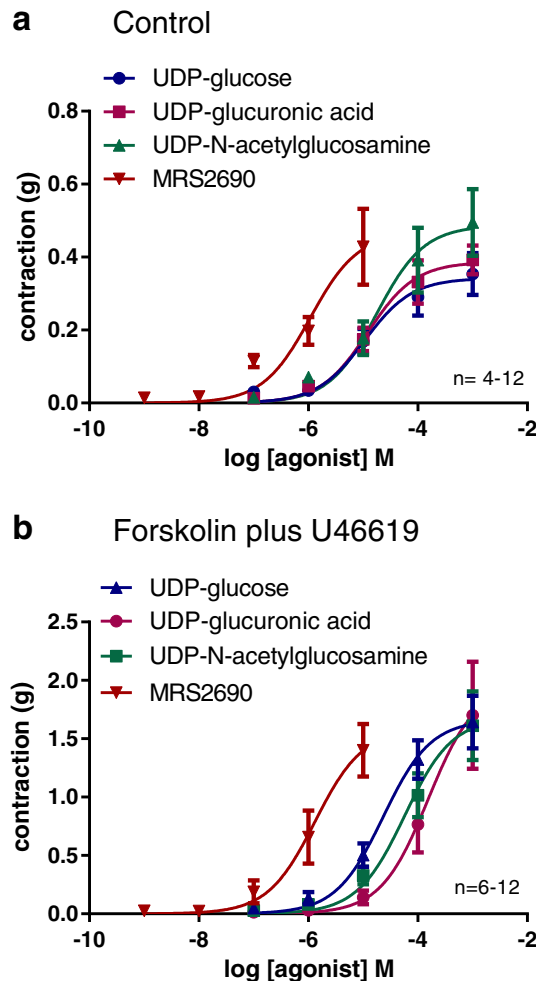 a Control
UDP-glucose
UDP-glucuronic acid
UDP-N-acetylglucosamine
MRS2690
0.8
0.6
0.4
0.2
0.0
contraction (g)
n= 4-12
-10 -8 -6 -4 -2
log [agonist] M
b Forskolin plus U46619
UDP-glucose
UDP-glucuronic acid
UDP-N-acetylglucosamine
MRS2690
2.5
2.0
1.5
1.0
0.5
0.0
contraction (g)
n=6-12
-10 -8 -6 -4 -2
log [agonist] M